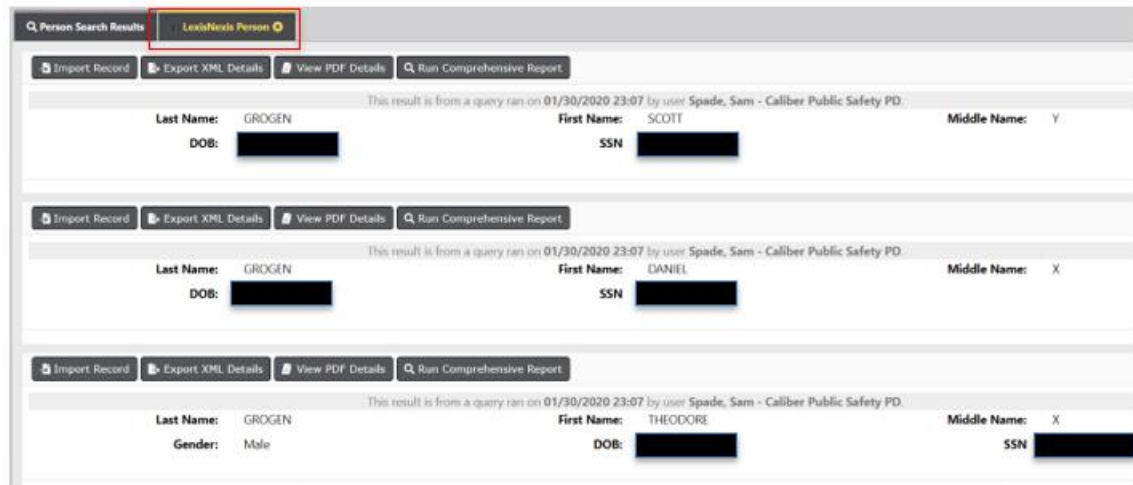 Person Search Results LexisNexis Person
Import Record Export XML Details View PDF Details Run Comprehensive Report
This result is from a query ran on 01/30/2020 23:07 by user Spade, Sam - Caliber Public Safety PD.
Last Name: GROGEN First Name: SCOTT Middle Name: Y
DOB: SSN
Import Record Export XML Details View PDF Details Run Comprehensive Report
This result is from a query ran on 01/30/2020 23:07 by user Spade, Sam - Caliber Public Safety PD.
Last Name: GROGEN First Name: DANIEL Middle Name: X
DOB: SSN
Import Record Export XML Details View PDF Details Run Comprehensive Report
This result is from a query ran on 01/30/2020 23:07 by user Spade, Sam - Caliber Public Safety PD.
Last Name: GROGEN First Name: THEODORE Middle Name: X
Gender: Male DOB: SSN